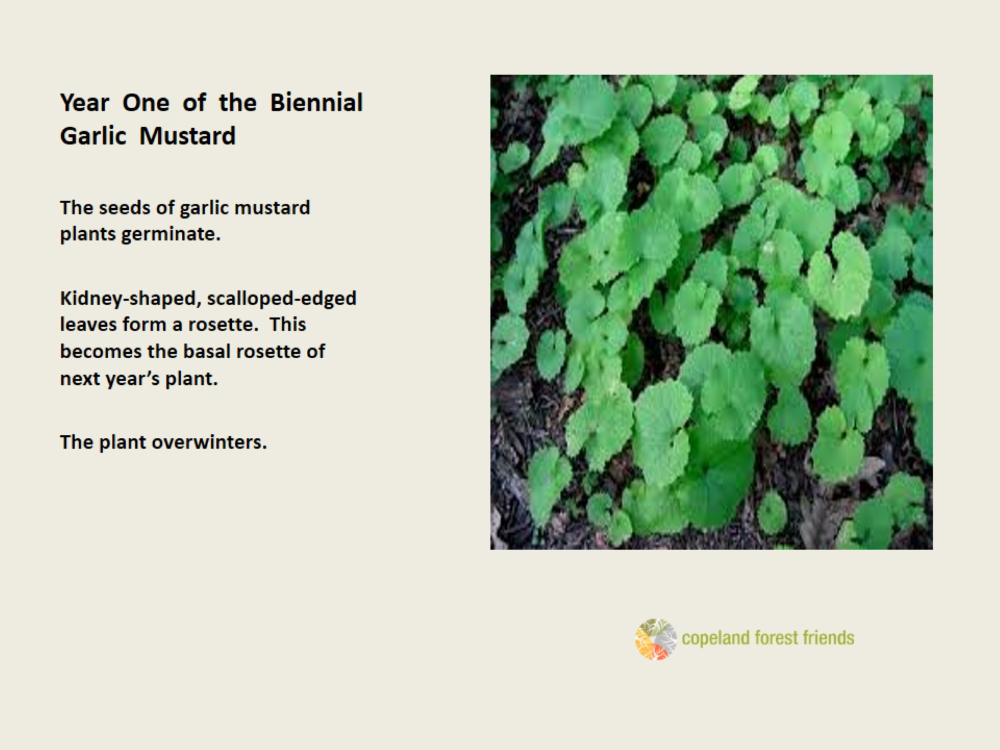 Year One of the Biennial
Garlic Mustard
The seeds of garlic mustard
plants germinate.
Kidney-shaped, scalloped-edged
leaves form a rosette.  This
becomes the basal rosette of
next year’s plant.
The plant overwinters.
copeland forest friends